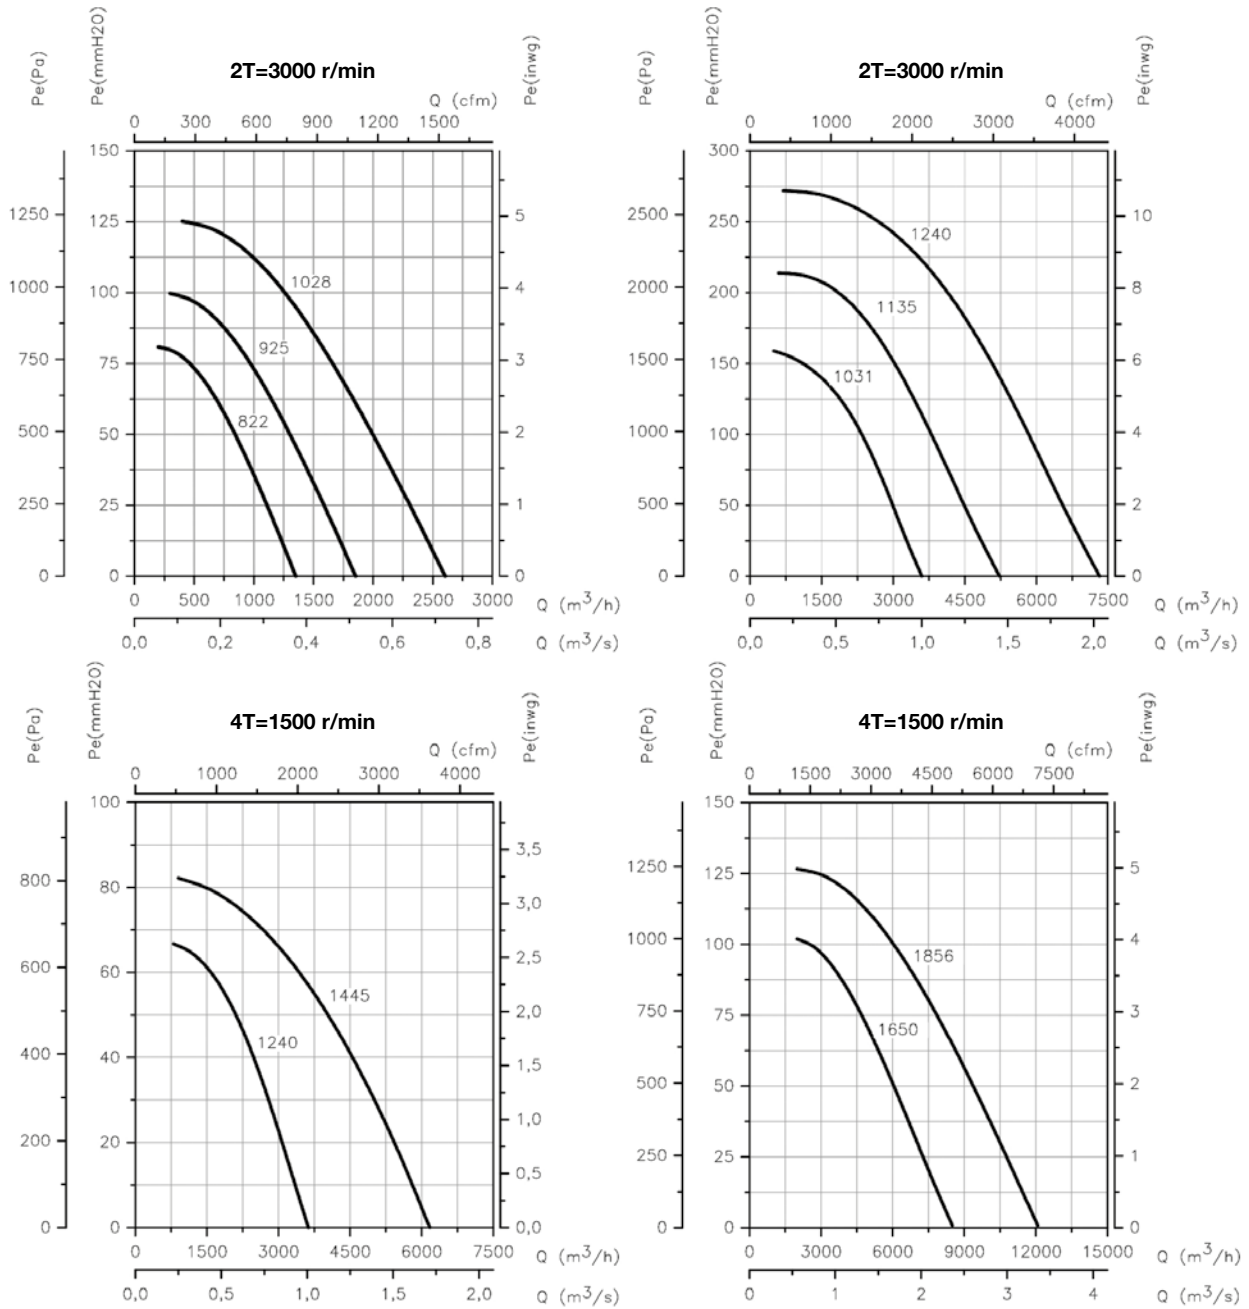 2T=3000 r/min
Pe(Pa)
Pe(mmH2O)
Pe(inwg)
Q (cfm)
0 300 600 900 1200 1500
150
125
100
75
50
25
0
1250
1000
750
500
250
0
5
4
3
2
1
0
1028
925
822
0 500 1000 1500 2000 2500 3000 Q (m³/h)
0,0 0,2 0,4 0,6 0,8 Q (m³/s)
2T=3000 r/min
Pe(Pa)
Pe(mmH2O)
Pe(inwg)
Q (cfm)
0 1000 2000 3000 4000
300
250
200
150
100
50
0
2500
2000
1500
1000
500
0
10
8
6
4
2
0
1240
1135
1031
0 1500 3000 4500 6000 7500 Q (m³/h)
0,0 0,5 1,0 1,5 2,0 Q (m³/s)
4T=1500 r/min
Pe(Pa)
Pe(mmH2O)
Pe(inwg)
Q (cfm)
0 1000 2000 3000 4000
100
80
60
40
20
0
800
600
400
200
0
3,5
3,0
2,5
2,0
1,5
1,0
0,5
0,0
1445
1240
0 1500 3000 4500 6000 7500 Q (m³/h)
0,0 0,5 1,0 1,5 2,0 Q (m³/s)
4T=1500 r/min
Pe(Pa)
Pe(mmH2O)
Pe(inwg)
Q (cfm)
0 1500 3000 4500 6000 7500
150
125
100
75
50
25
0
1250
1000
750
500
250
0
5
4
3
2
1
0
1856
1650
0 3000 6000 9000 12000 15000 Q (m³/h)
0 1 2 3 4 Q (m³/s)